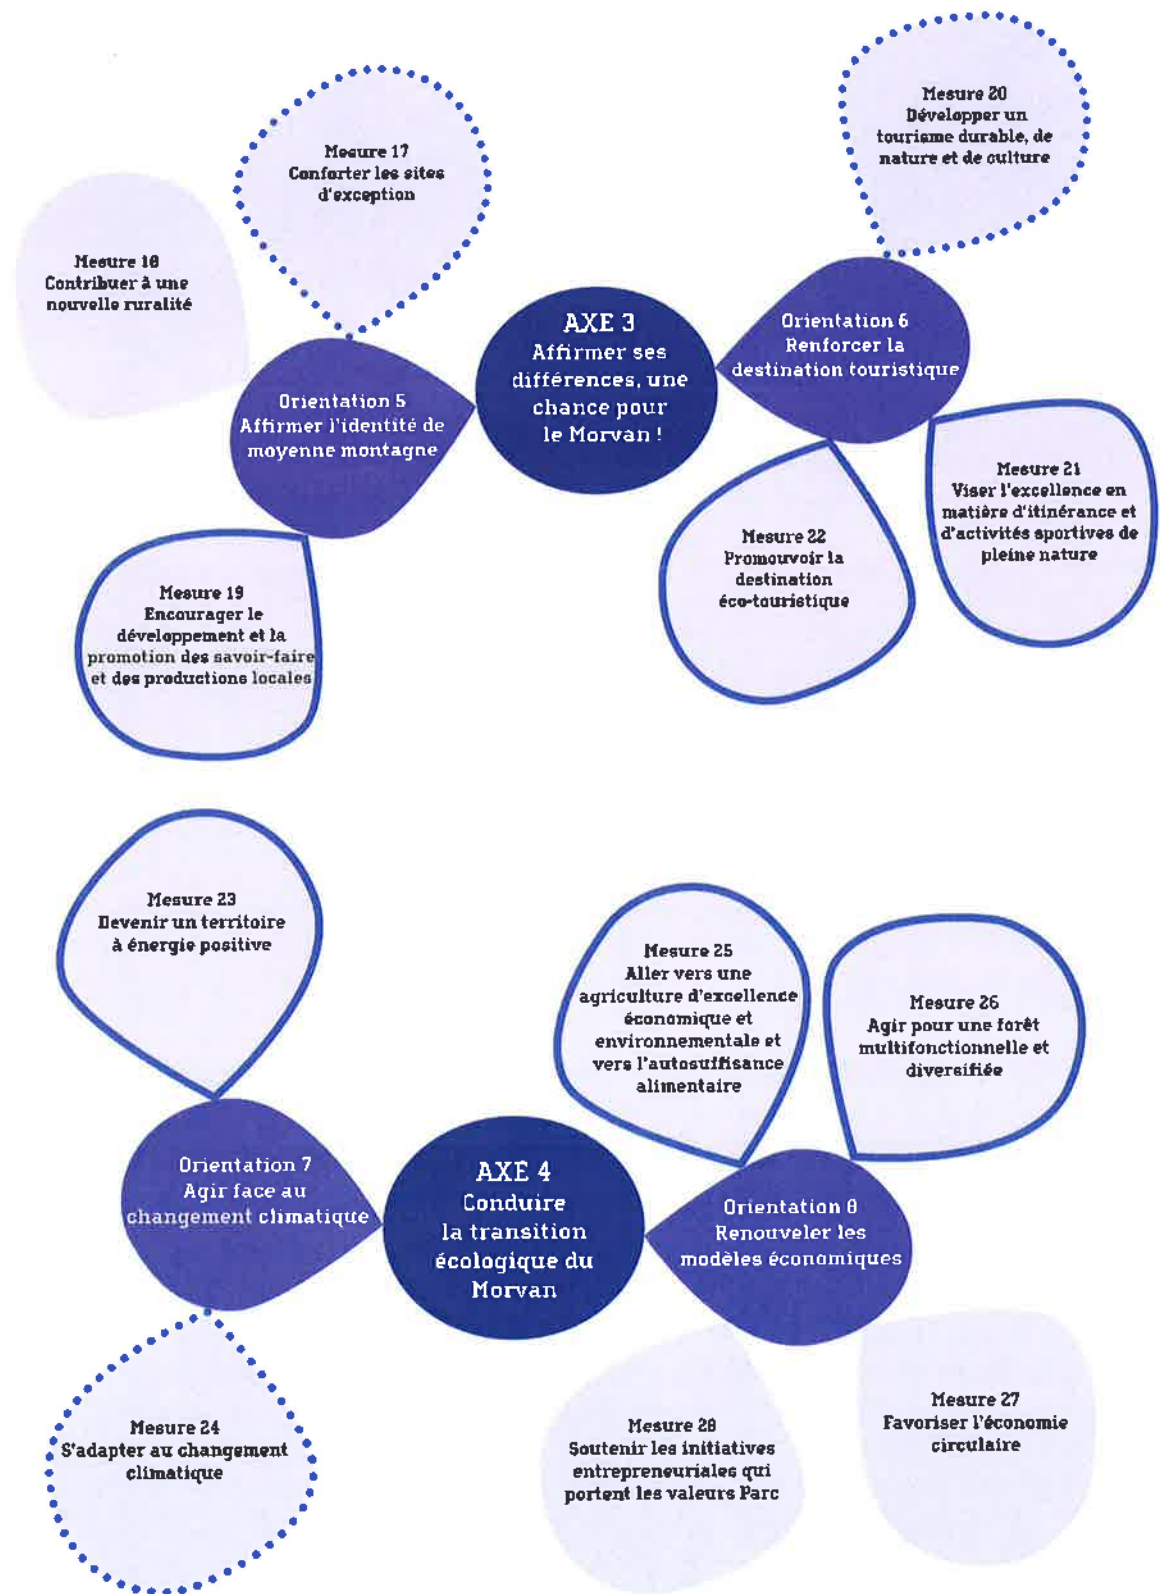 Mesure 20
Développer un
tourisme durable, de
nature et de culture
Mesure 17
Conforter les sites
d'exception
Mesure 18
Contribuer à une
nouvelle ruralité
AXE 3
Affirmer ses
différences, une
chance pour
le Morvan !
Orientation 6
Renforcer la
destination touristique
Orientation 5
Affirmer l'identité de
moyenne montagne
Mesure 21
Viser l'excellence en
matière d'itinérance et
d'activités sportives de
pleine nature
Mesure 22
Promouvoir la
destination
éco-touristique
Mesure 19
Encourager le
développement et la
promotion des savoir-faire
et des productions locales
Mesure 23
Devenir un territoire
à énergie positive
Mesure 25
Aller vers une
agriculture d'excellence
économique et
environnementale et
vers l'autosuffisance
alimentaire
Mesure 26
Agir pour une forêt
multifonctionnelle et
diversifiée
Orientation 7
Agir face au
changement climatique
AXE 4
Conduire
la transition
écologique du
Morvan
Orientation 8
Renouveler les
modèles économiques
Mesure 24
S'adapter au changement
climatique
Mesure 28
Soutenir les initiatives
entrepreneuriales qui
portent les valeurs Parc
Mesure 27
Favoriser l'économie
circulaire